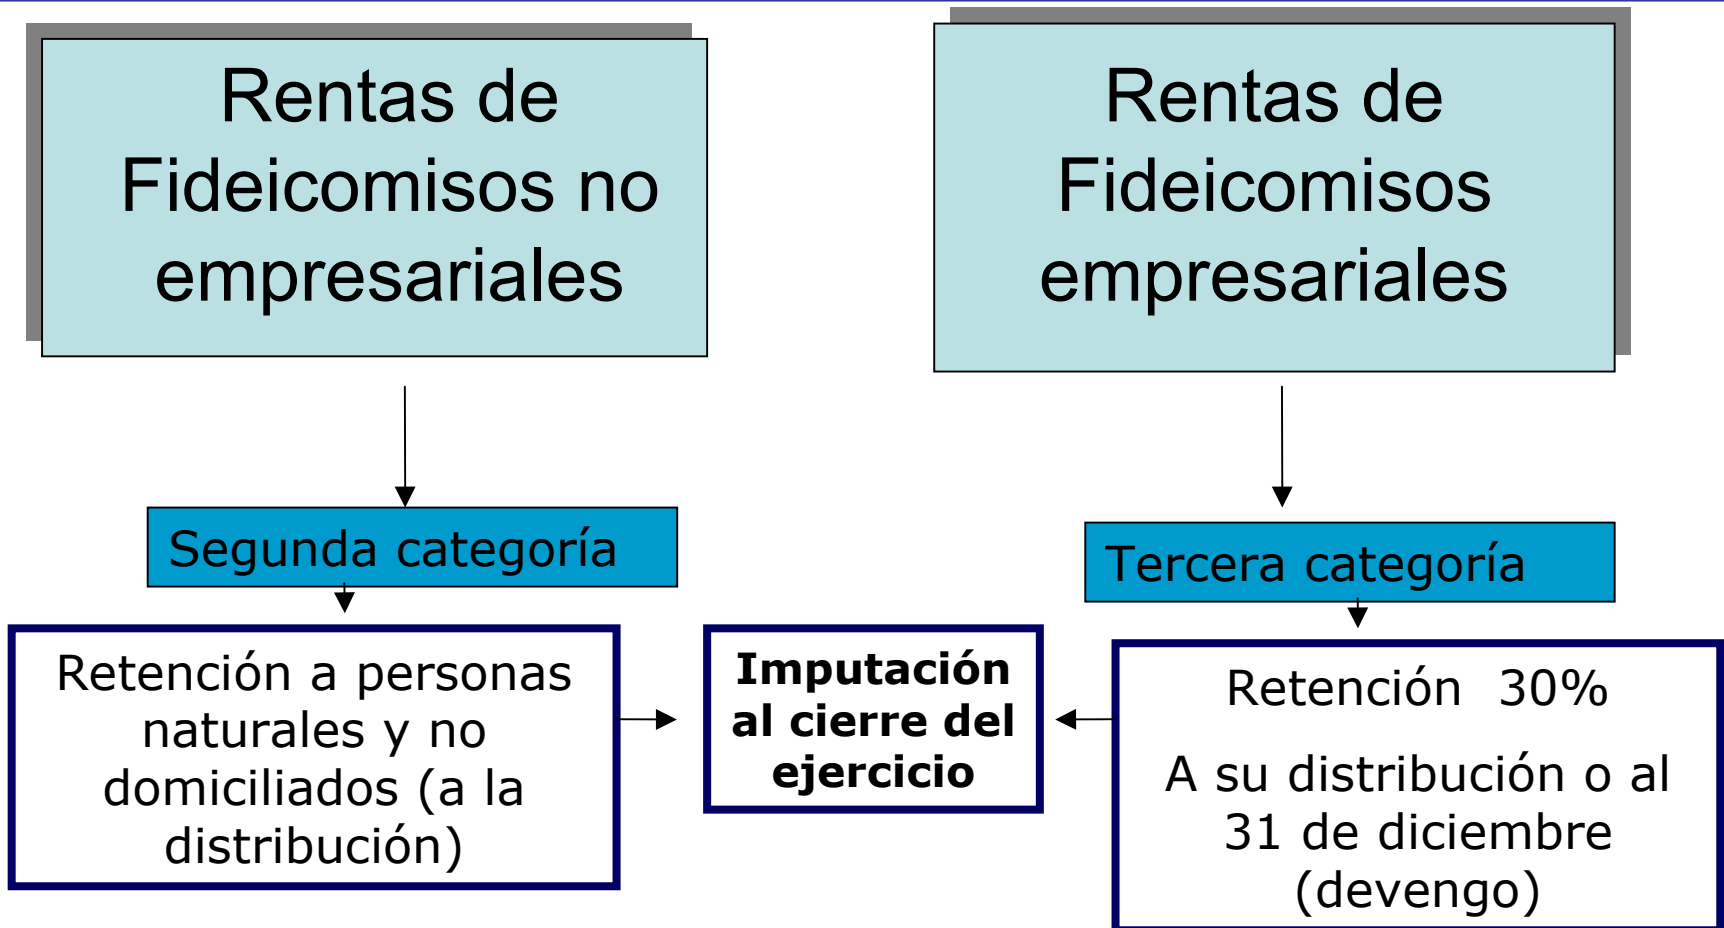 Rentas de
Fideicomisos no
empresariales
Rentas de
Fideicomisos
empresariales
Segunda categoría
Tercera categoría
Retención a personas
naturales y no
domiciliados (a la
distribución)
Imputación
al cierre del
ejercicio
Retención 30%
A su distribución o al
31 de diciembre
(devengo)